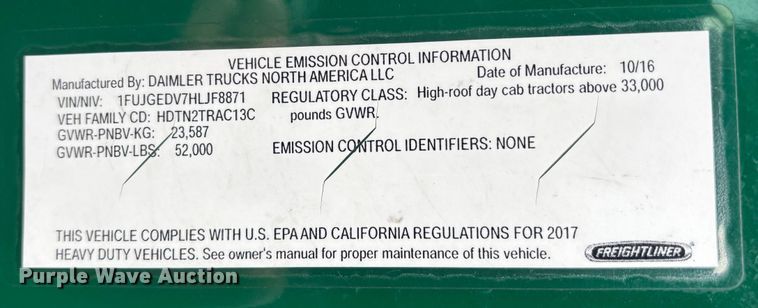 VEHICLE EMISSION CONTROL INFORMATION
Manufactured By: DAIMLER TRUCKS NORTH AMERICA LLC Date of Manufacture: 10/16
VIN/NIV: 1FUJGEDV7HLJF8871 REGULATORY CLASS: High-roof day cab tractors above 33,000
VEH FAMILY CD: HDTN2TRAC13C pounds GVWR.
GVWR-PNBV-KG: 23,587
GVWR-PNBV-LBS: 52,000 EMISSION CONTROL IDENTIFIERS: NONE
THIS VEHICLE COMPLIES WITH U.S. EPA AND CALIFORNIA REGULATIONS FOR 2017
HEAVY DUTY VEHICLES. See owner's manual for proper maintenance of this vehicle. FREIGHTLINER
Purple Wave Auction